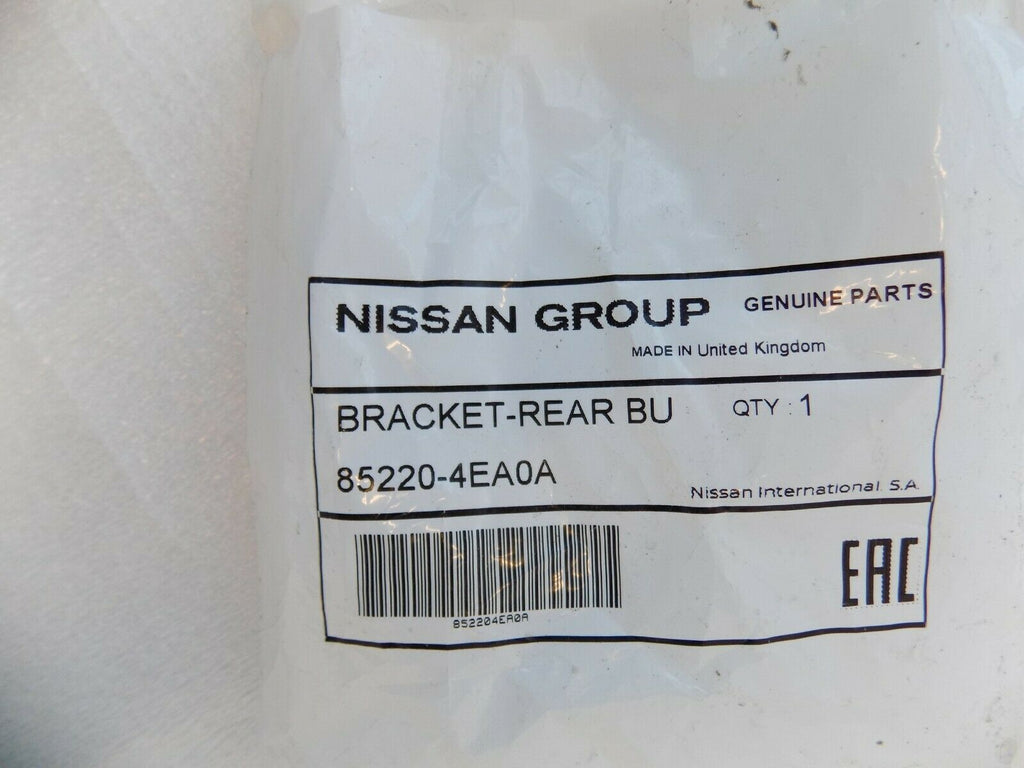 NISSAN GROUP GENUINE PARTS
MADE IN United Kingdom
BRACKET-REAR BU QTY : 1
85220-4EA0A
Nissan International S.A.
852204EA0A
EAC